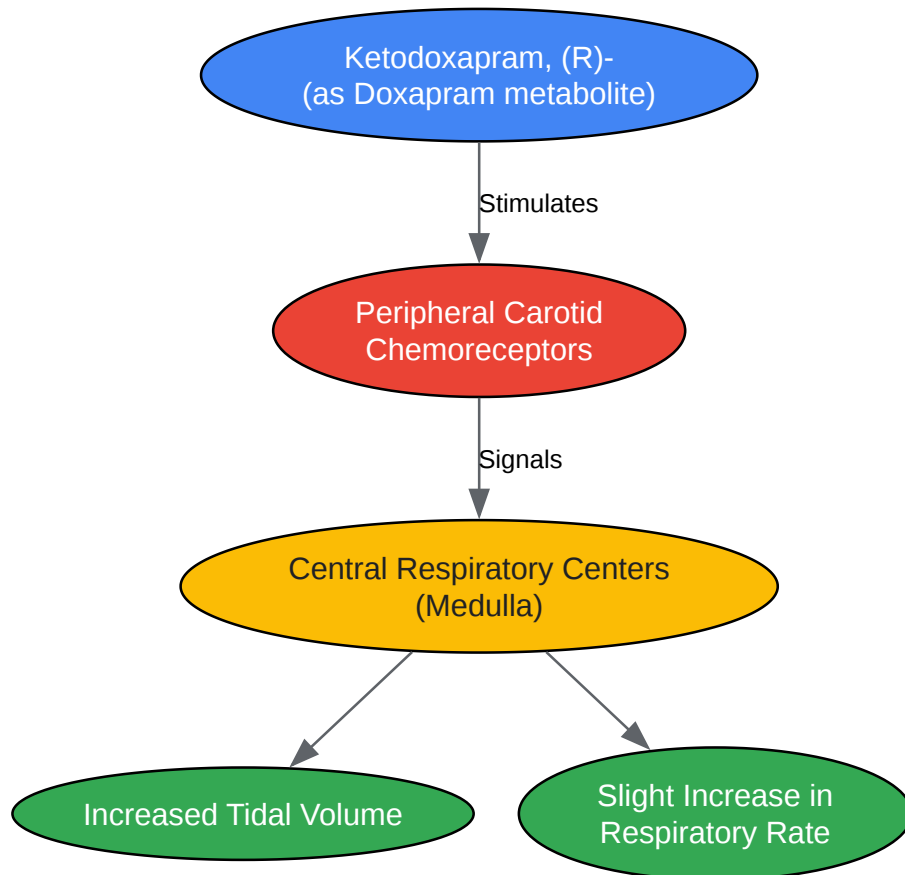 Ketodoxapram, (R)-
(as Doxapram metabolite)
Stimulates
Peripheral Carotid
Chemoreceptors
Signals
Central Respiratory Centers
(Medulla)
Increased Tidal Volume
Slight Increase in
Respiratory Rate